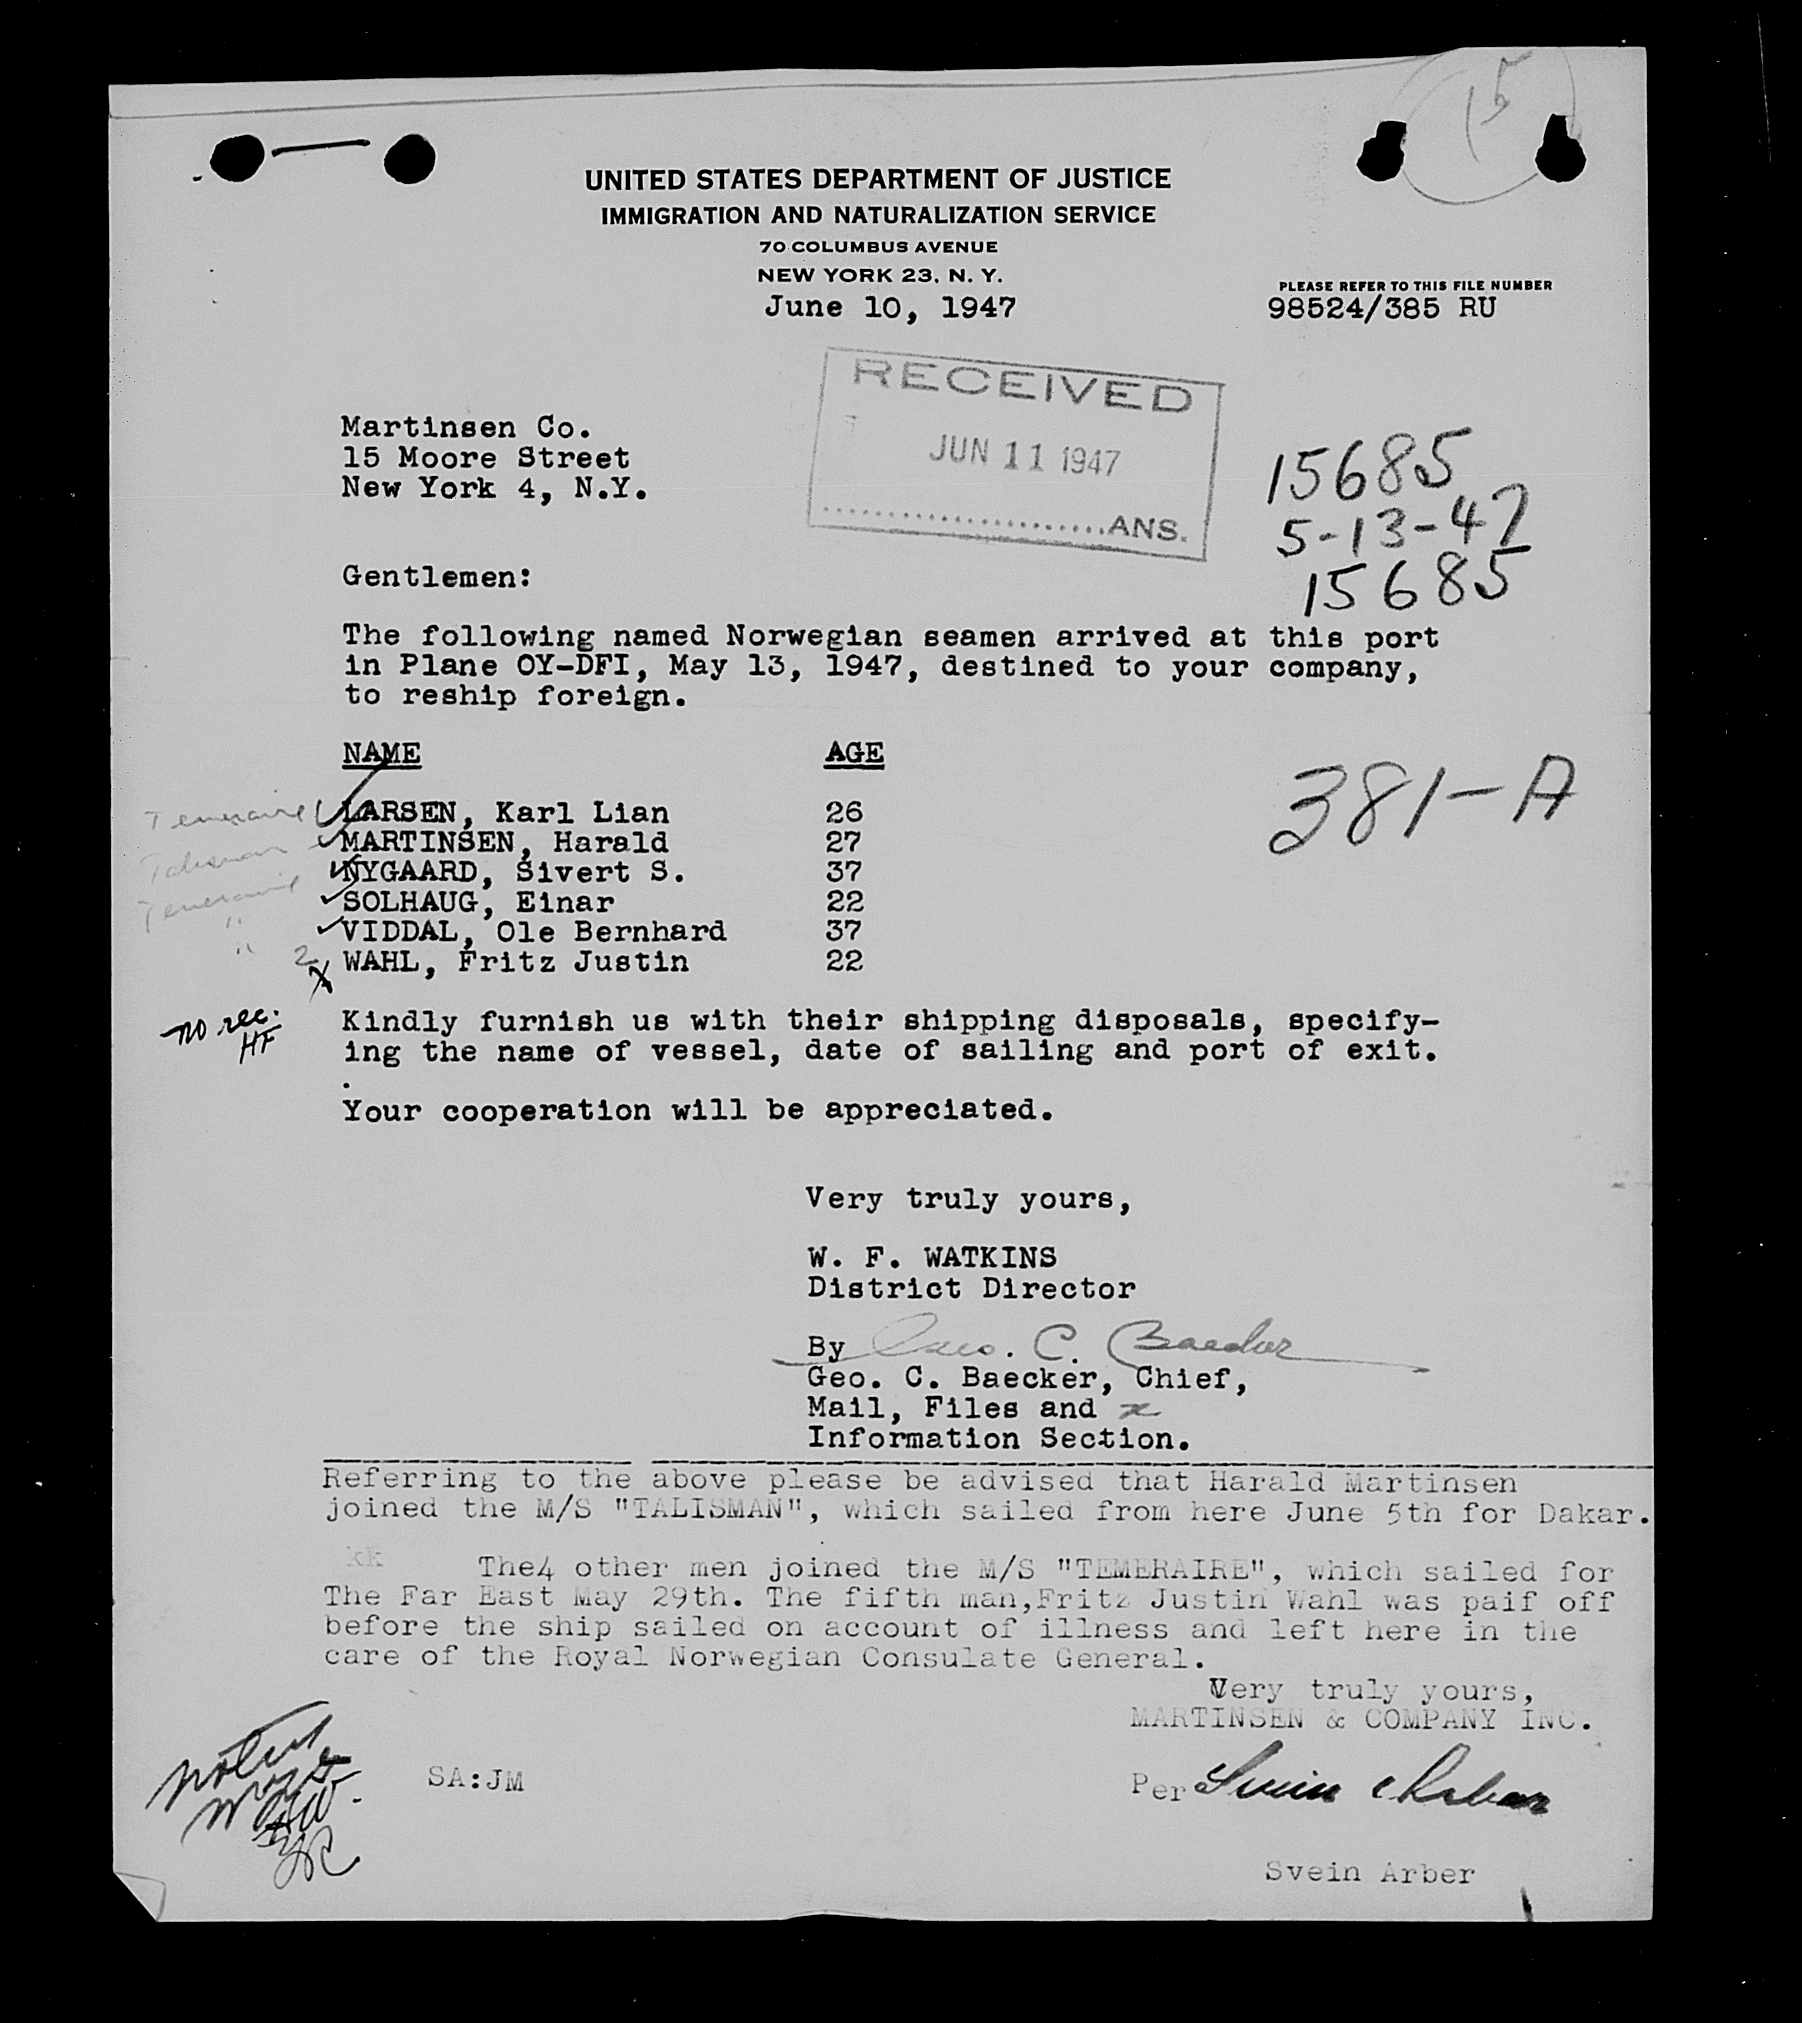 15
UNITED STATES DEPARTMENT OF JUSTICE
IMMIGRATION AND NATURALIZATION SERVICE
70 COLUMBUS AVENUE
NEW YORK 23, N. Y.
June 10, 1947
PLEASE REFER TO THIS FILE NUMBER
98524/385 RU
RECEIVED
JUN 11 1947
ANS.
Martinsen Co.
15 Moore Street
New York 4, N.Y.
15685
5-13-47
15685
Gentlemen:
The following named Norwegian seamen arrived at this port
in Plane OY-DFI, May 13, 1947, destined to your company,
to reship foreign.
NAME AGE
381-A
Temeraire LARSEN, Karl Lian 26
Talisman MARTINSEN, Harald 27
Temeraire NYGAARD, Sivert S. 37
" SOLHAUG, Einar 22
" VIDDAL, Ole Bernhard 37
2 x WAHL, Fritz Justin 22
no rec.
HF
Kindly furnish us with their shipping disposals, specify-
ing the name of vessel, date of sailing and port of exit.
.
Your cooperation will be appreciated.
Very truly yours,
W. F. WATKINS
District Director
By Geo. C. Baecker
Geo. C. Baecker, Chief,
Mail, Files and
Information Section.
Referring to the above please be advised that Harald Martinsen
joined the M/S "TALISMAN", which sailed from here June 5th for Dakar.
kk The4 other men joined the M/S "TEMERAIRE", which sailed for
The Far East May 29th. The fifth man,Fritz Justin Wahl was paif off
before the ship sailed on account of illness and left here in the
care of the Royal Norwegian Consulate General.
Very truly yours,
MARTINSEN & COMPANY INC.
noted
SA:JM
Per Svein Arber
Svein Arber